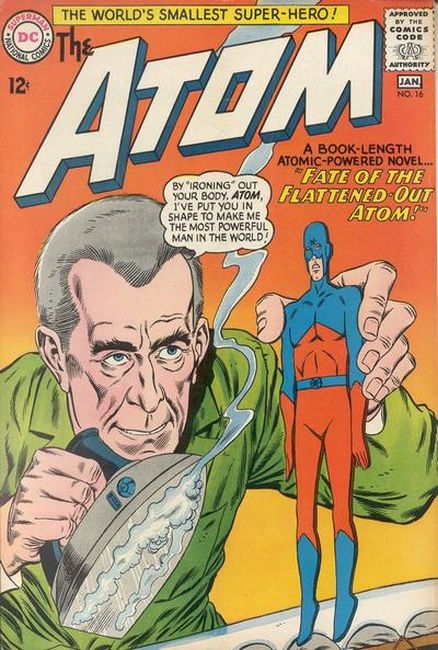 THE WORLD'S SMALLEST SUPER-HERO!
SUPERMAN
DC
NATIONAL COMICS
APPROVED
BY THE
COMICS
CODE
CA
AUTHORITY
The
ATOM
12¢
JAN.
NO. 16
A BOOK-LENGTH
ATOMIC-POWERED NOVEL...
"FATE OF THE
FLATTENED-OUT
ATOM!"
BY "IRONING" OUT
YOUR BODY, ATOM,
I'VE PUT YOU IN
SHAPE TO MAKE ME
THE MOST POWERFUL
MAN IN THE WORLD!